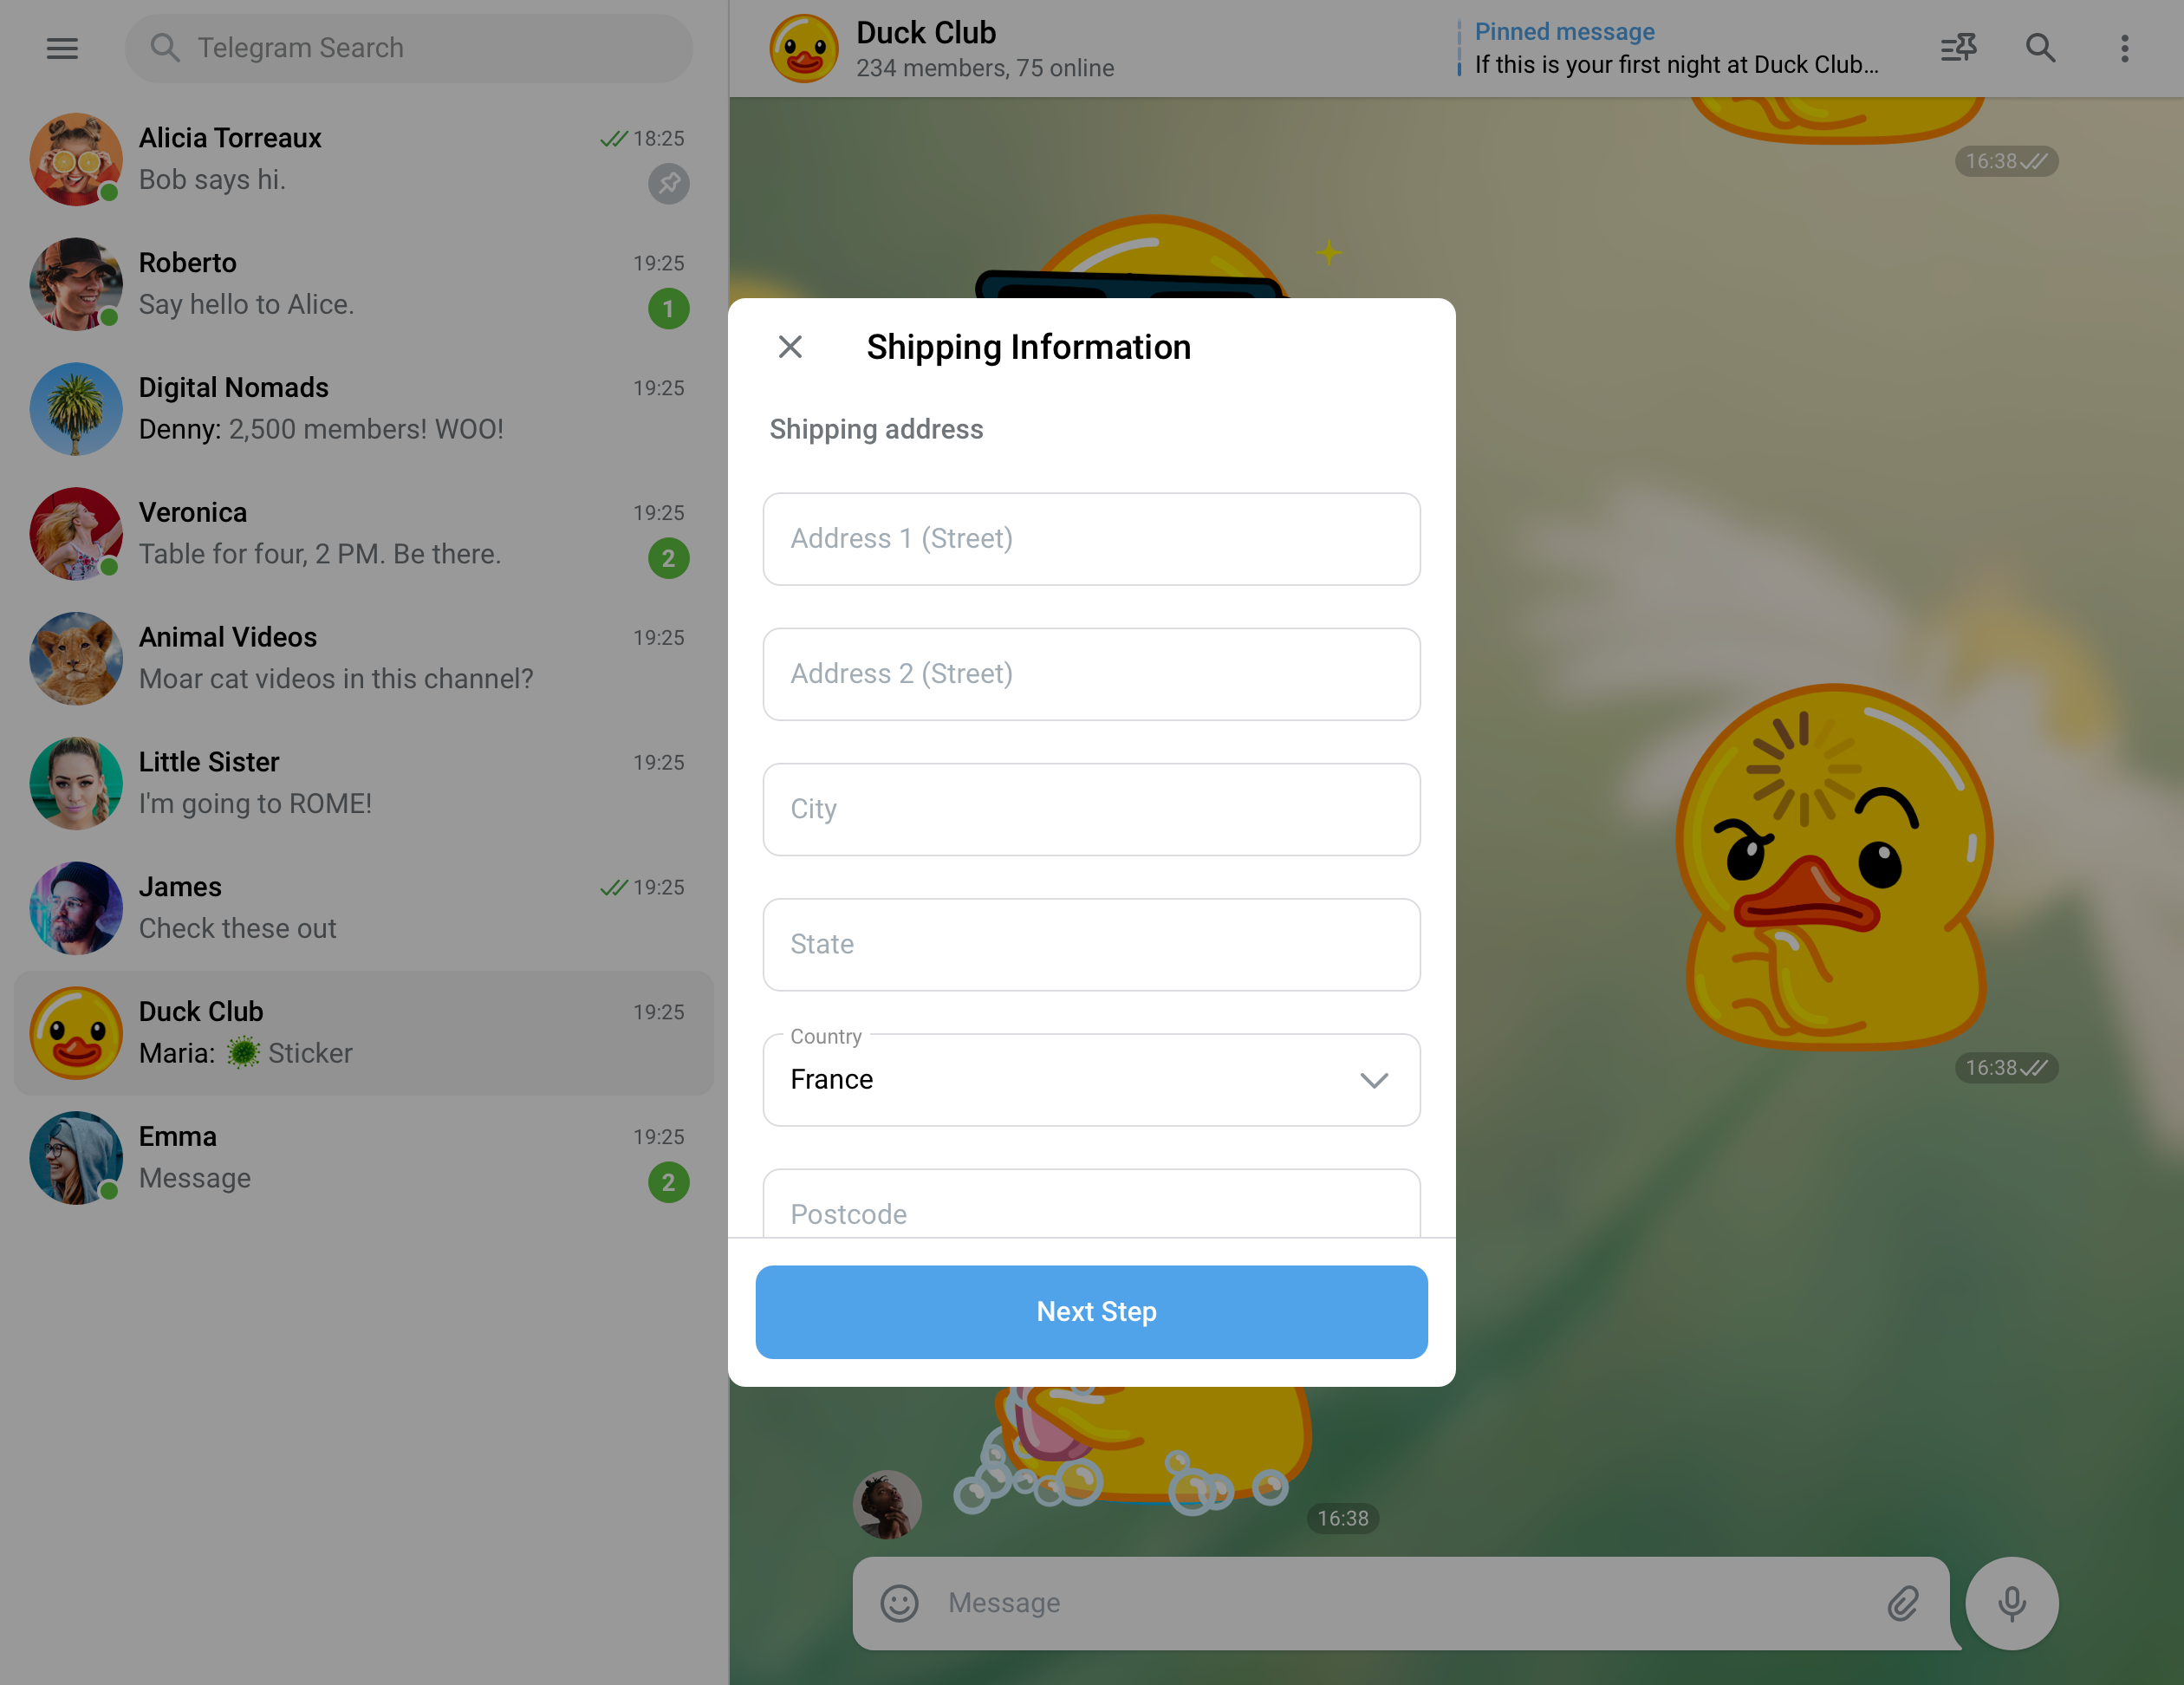 Telegram Search
Alicia Torreaux
18:25
Bob says hi.
Roberto
19:25
Say hello to Alice.
1
Digital Nomads
19:25
Denny: 2,500 members! WOO!
Veronica
19:25
Table for four, 2 PM. Be there.
2
Animal Videos
19:25
Moar cat videos in this channel?
Little Sister
19:25
I'm going to ROME!
James
19:25
Check these out
Duck Club
19:25
Maria: 🦠 Sticker
Emma
19:25
Message
2
Duck Club
234 members, 75 online
Pinned message
If this is your first night at Duck Club...
16:38
Shipping Information
Shipping address
Address 1 (Street)
Address 2 (Street)
City
State
Country
France
Postcode
Next Step
16:38
16:38
Message